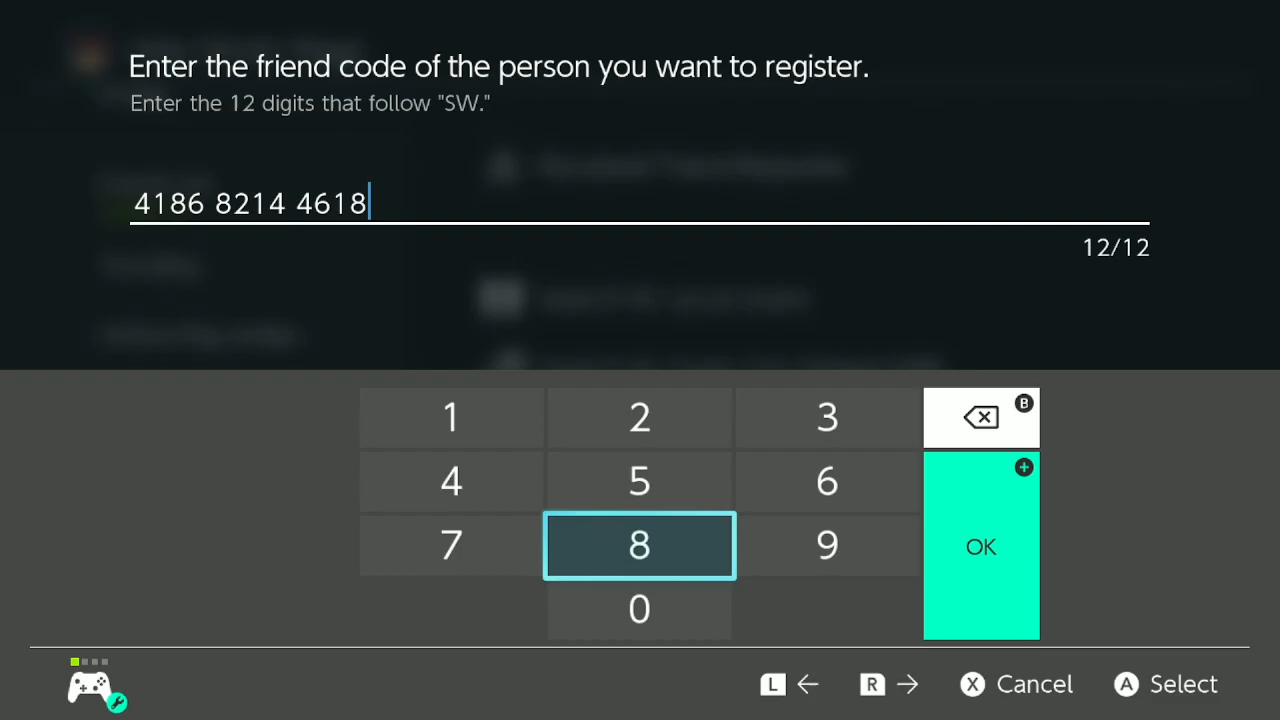 Enter the friend code of the person you want to register.
Enter the 12 digits that follow "SW."
4186 8214 4618
12/12
1 2 3 B
4 5 6 +
7 8 9 OK
0
L ← R → X Cancel A Select